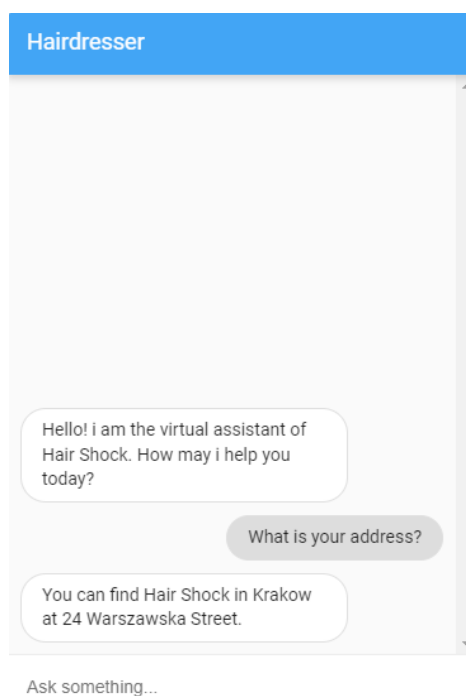 Hairdresser
Hello! i am the virtual assistant of
Hair Shock. How may i help you
today?
What is your address?
You can find Hair Shock in Krakow
at 24 Warszawska Street.
Ask something...